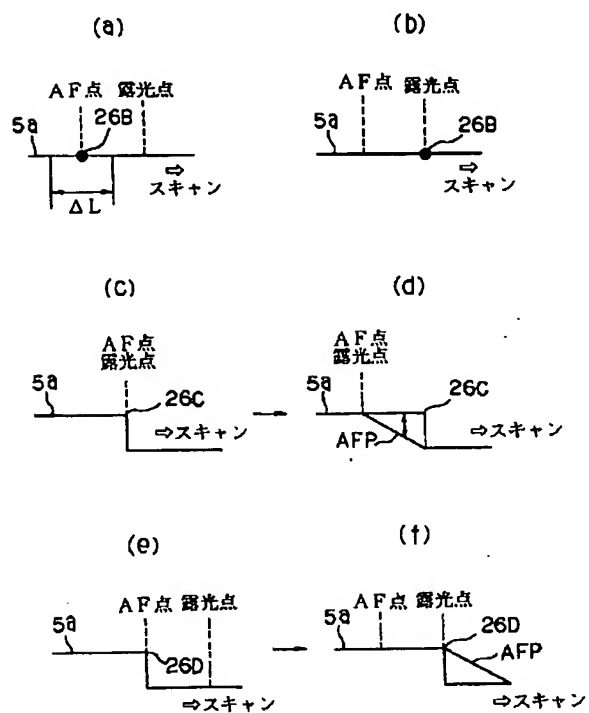 (a)
AF点 露光点
5a
26B
⇨
スキャン
ΔL
(b)
AF点 露光点
5a
26B
⇨
スキャン
(c)
AF点
露光点
5a
26C
⇨スキャン
(d)
AF点
露光点
5a
26C
AFP
⇨スキャン
(e)
AF点 露光点
5a
26D
⇨スキャン
(f)
AF点 露光点
5a
26D
AFP
⇨スキャン